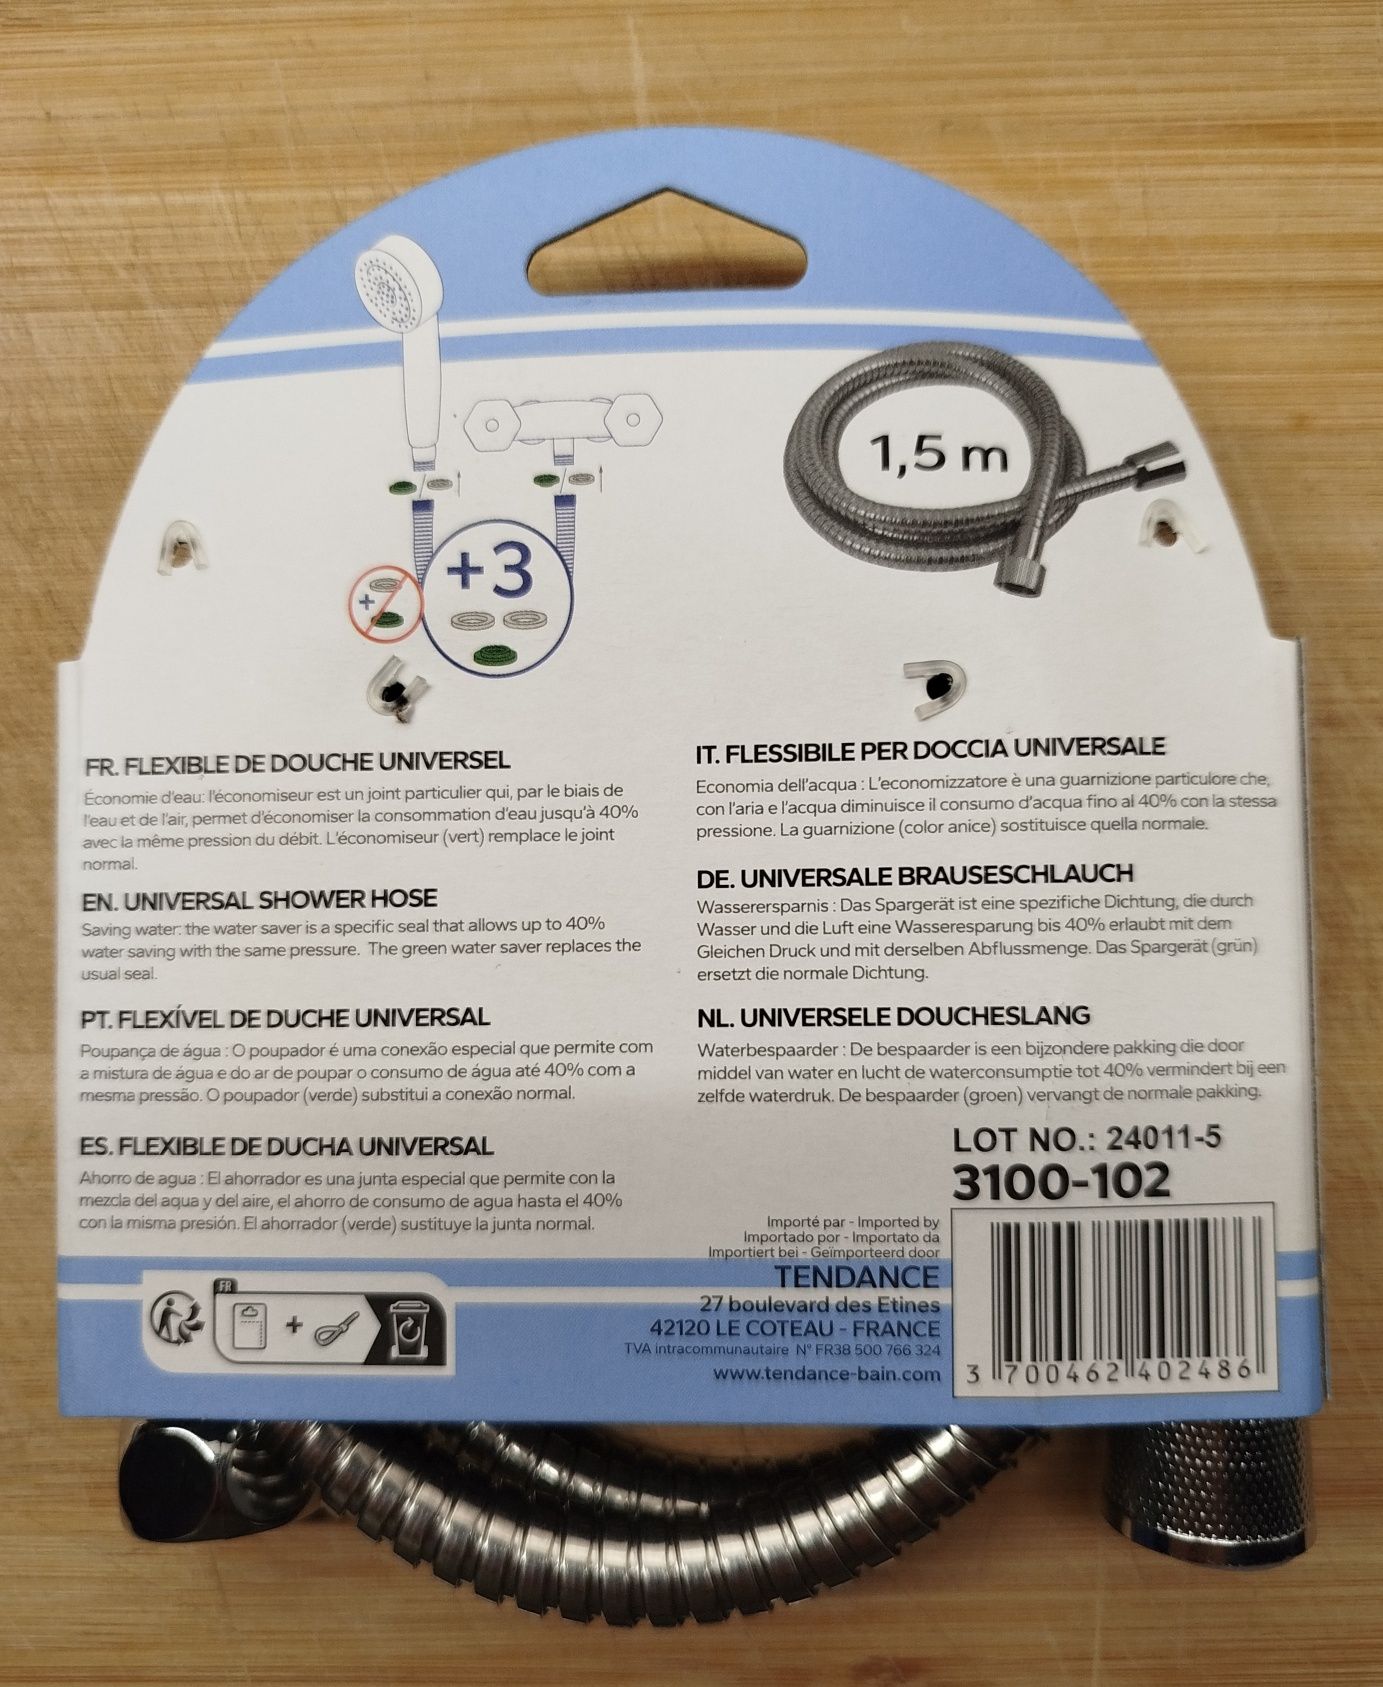 1,5 m
+3
+
FR. FLEXIBLE DE DOUCHE UNIVERSEL
Économie d'eau: l'économiseur est un joint particulier qui, par le biais de
l'eau et de l'air, permet d'économiser la consommation d'eau jusqu'à 40%
avec la même pression du débit. L'économiseur (vert) remplace le joint
normal.
EN. UNIVERSAL SHOWER HOSE
Saving water: the water saver is a specific seal that allows up to 40%
water saving with the same pressure. The green water saver replaces the
usual seal.
PT. FLEXÍVEL DE DUCHE UNIVERSAL
Poupança de água : O poupador é uma conexão especial que permite com
a mistura de água e do ar de poupar o consumo de água até 40% com a
mesma pressão. O poupador (verde) substitui a conexão normal.
ES. FLEXIBLE DE DUCHA UNIVERSAL
Ahorro de agua : El ahorrador es una junta especial que permite con la
mezcla del aqua y del aire, el ahorro de consumo de agua hasta el 40%
con la misma presión. El ahorrador (verde) sustituye la junta normal.
IT. FLESSIBILE PER DOCCIA UNIVERSALE
Economia dell'acqua : L'economizzatore è una guarnizione particulore che,
con l'aria e l'acqua diminuisce il consumo d'acqua fino al 40% con la stessa
pressione. La guarnizione (color anice) sostituisce quella normale.
DE. UNIVERSALE BRAUSESCHLAUCH
Wasserersparnis : Das Spargerät ist eine spezifiche Dichtung, die durch
Wasser und die Luft eine Wasseresparung bis 40% erlaubt mit dem
Gleichen Druck und mit derselben Abflussmenge. Das Spargerät (grün)
ersetzt die normale Dichtung.
NL. UNIVERSELE DOUCHESLANG
Waterbespaarder : De bespaarder is een bijzondere pakking die door
middel van water en lucht de waterconsumptie tot 40% vermindert bij een
zelfde waterdruk. De bespaarder (groen) vervangt de normale pakking.
LOT NO.: 24011-5
3100-102
Importé par - Imported by
Importado por - Importato da
Importiert bei - Geïmporteerd door
TENDANCE
27 boulevard des Etines
42120 LE COTEAU - FRANCE
TVA intracommunautaire N° FR38 500 766 324
www.tendance-bain.com
3 700462 402486
FR
+